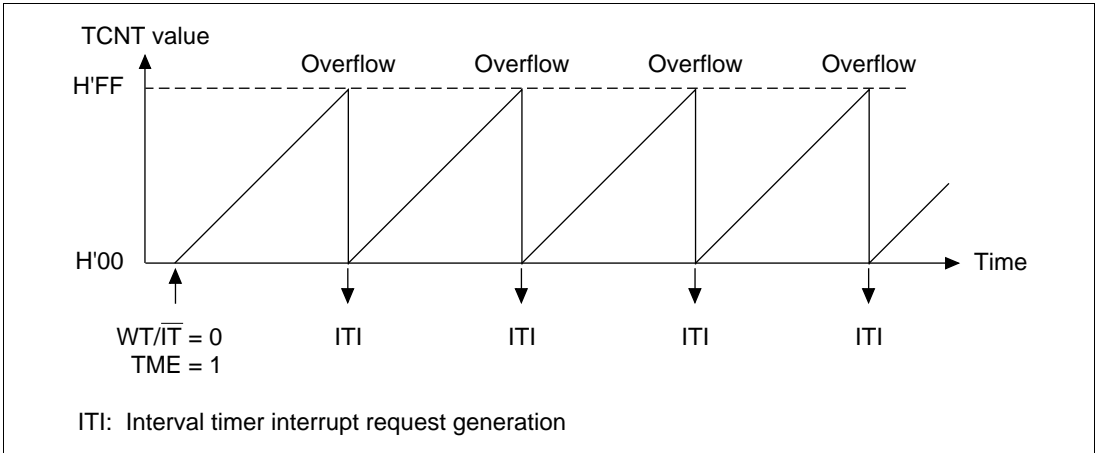 TCNT value
Overflow Overflow Overflow Overflow
H'FF
H'00
Time
WT/I̅T̅ = 0
TME = 1
ITI ITI ITI ITI
ITI: Interval timer interrupt request generation